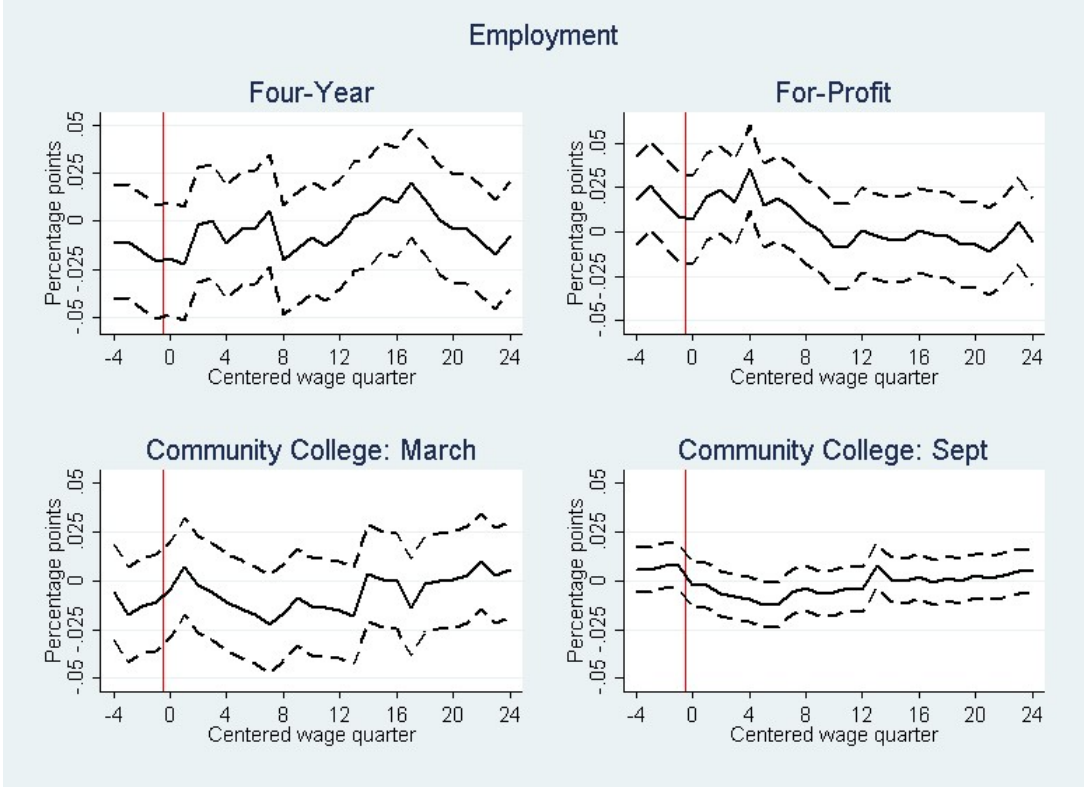 Employment
Four-Year
Percentage points
.05
.025
0
-.025
-.05
-4 0 4 8 12 16 20 24
Centered wage quarter
For-Profit
Percentage points
.05
.025
0
-.025
-.05
-4 0 4 8 12 16 20 24
Centered wage quarter
Community College: March
Percentage points
.05
.025
0
-.025
-.05
-4 0 4 8 12 16 20 24
Centered wage quarter
Community College: Sept
Percentage points
.05
.025
0
-.025
-.05
-4 0 4 8 12 16 20 24
Centered wage quarter